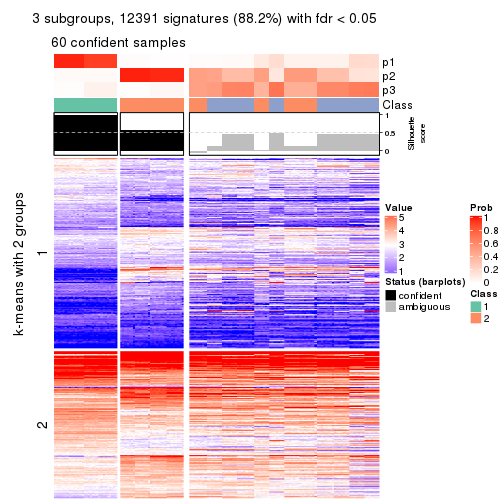 3 subgroups, 12391 signatures (88.2%) with fdr < 0.05
60 confident samples
p1
p2
p3
Class
1
0.5
0
Silhouette
score
k-means with 2 groups
1
2
Value
5
4
3
2
1
Status (barplots)
confident
ambiguous
Prob
1
0.8
0.6
0.4
0.2
0
Class
1
2